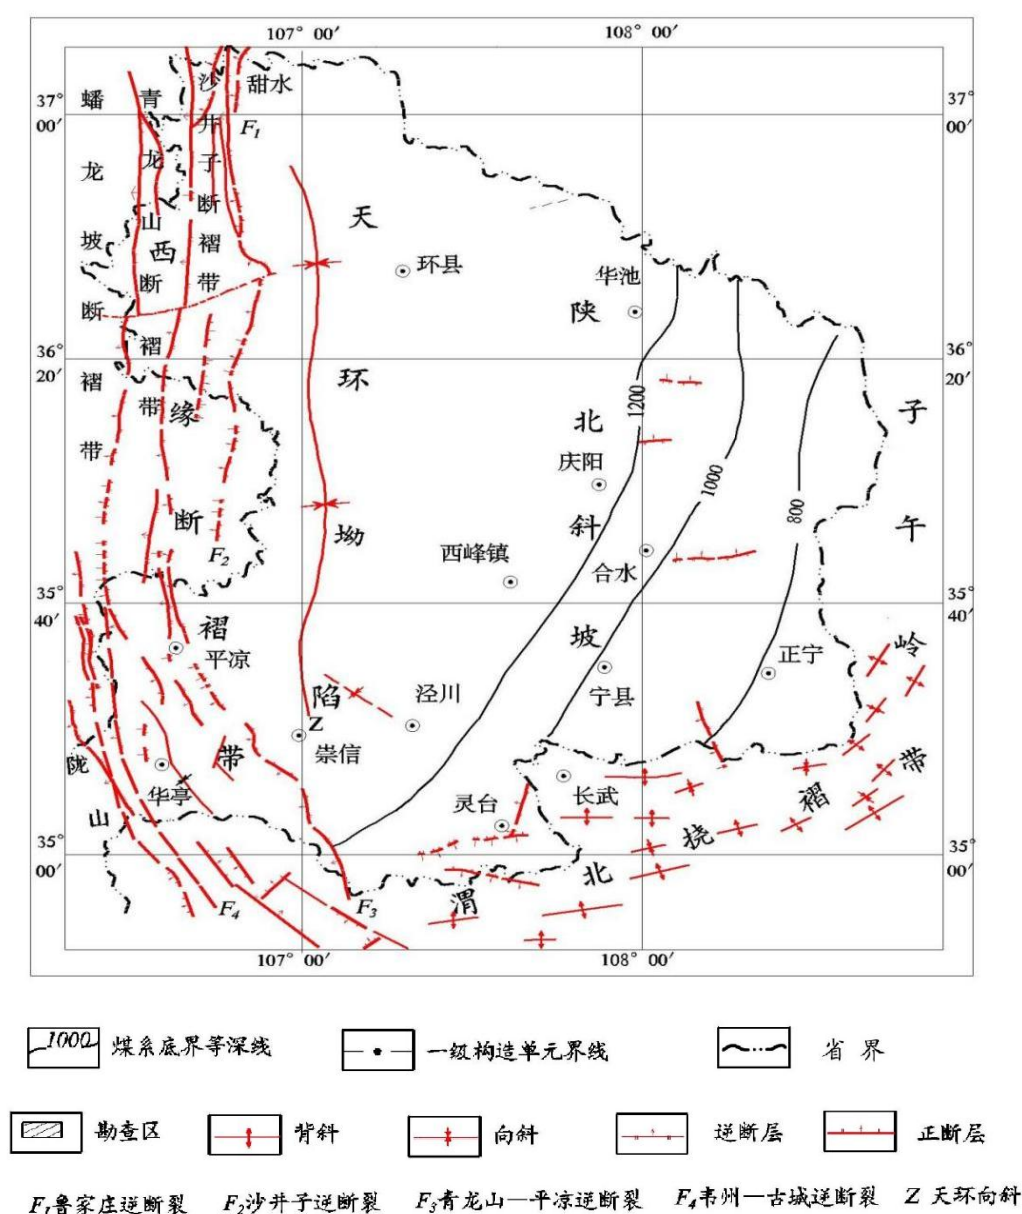 107° 00′ 108° 00′
37° 00′
37° 00′
36° 20′
36° 20′
35° 40′
35° 40′
35° 00′
35° 00′
107° 00′ 108° 00′
蟠龙坡断褶带
青龙山断褶带
沙井子断褶带
西缘断褶带
天环坳陷
陕北斜坡
渭北挠褶带
子午岭
陇山
甜水
环县
华池
庆阳
西峰镇
合水
平凉
泾川
宁县
正宁
崇信
华亭
灵台
长武
F1
F2
F3
F4
Z
1200
1000
800
1000 煤系底界等深线 一级构造单元界线 省界
勘查区 背斜 向斜 逆断层 正断层
F1鲁家庄逆断裂 F2沙井子逆断裂 F3青龙山—平凉逆断裂 F4韦州—古城逆断裂 Z 天环向斜